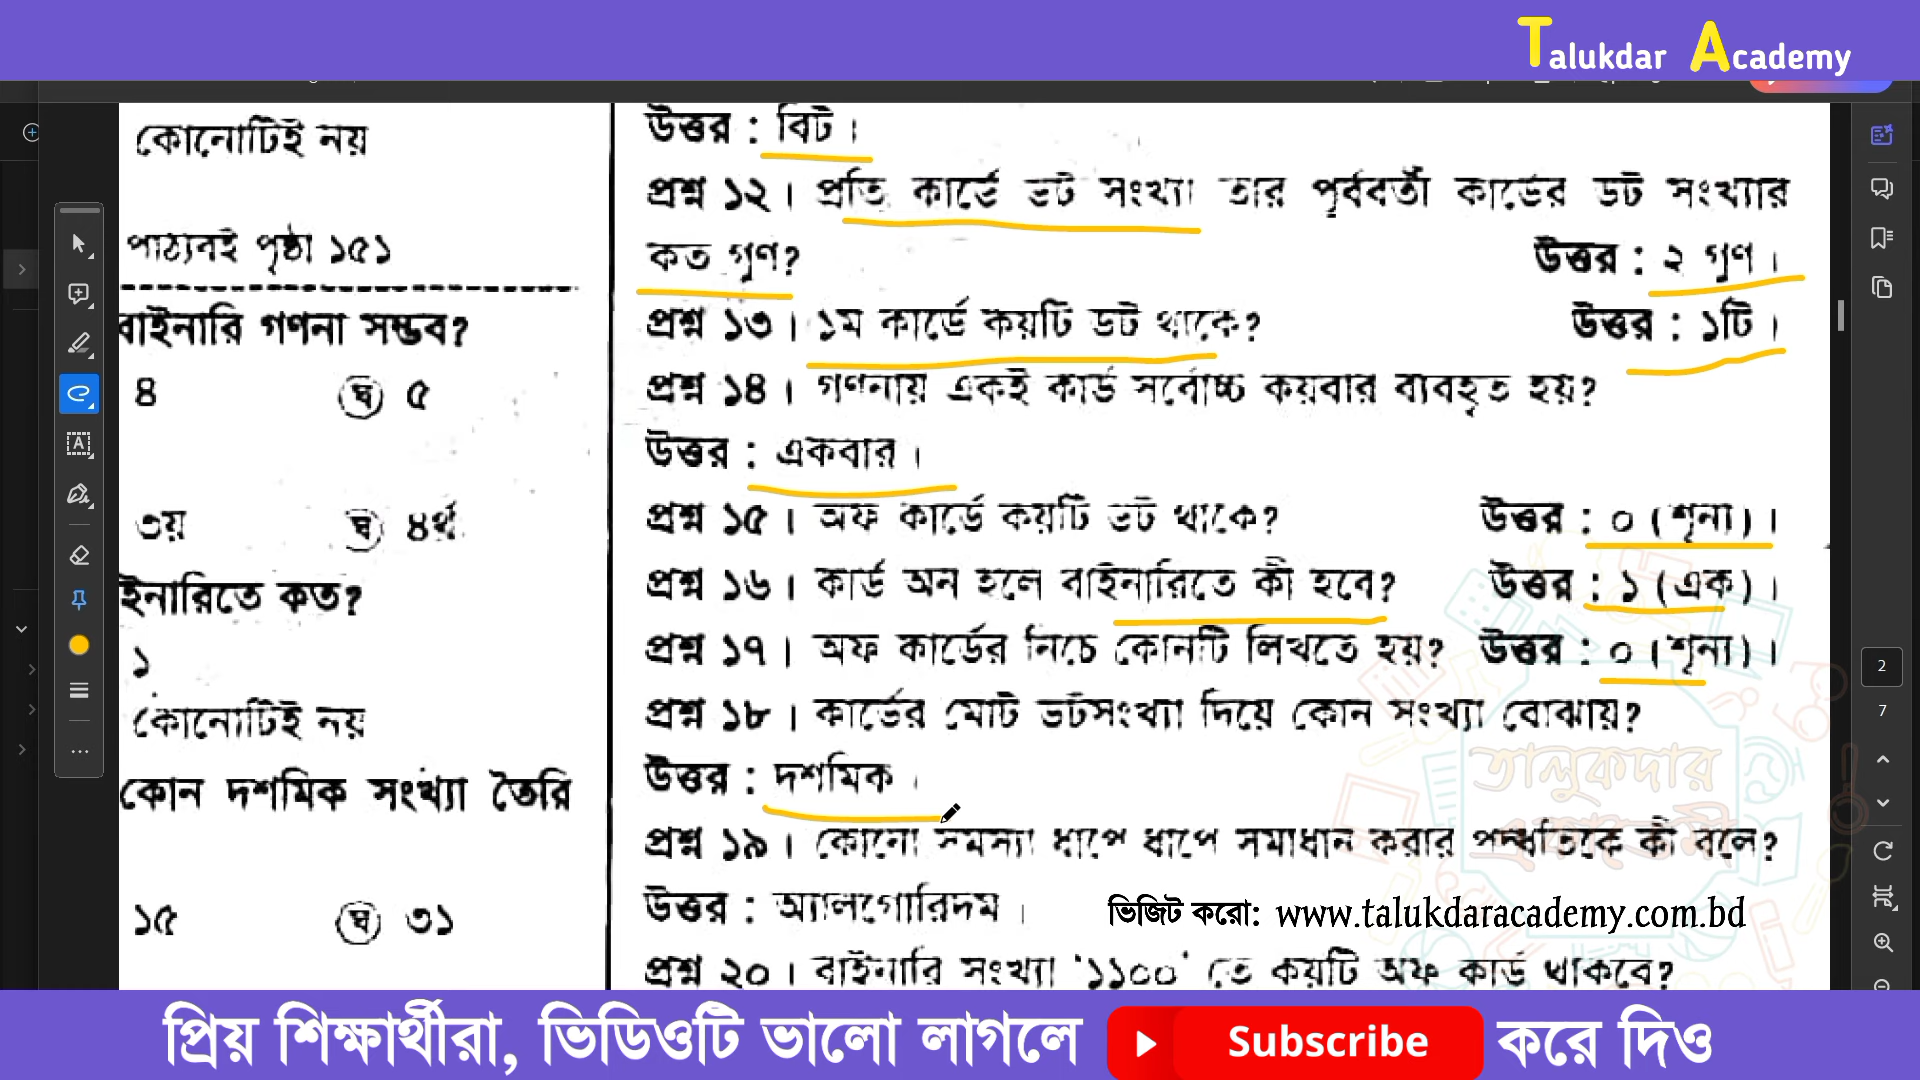 Talukdar Academy
কোনোটিই নয়
পাঠ্যবই পৃষ্ঠা ১৫১
বাইনারি গণনা সম্ভব?
৪ ঘ ৫
৩য় ঘ ৪র্থ
ইনারিতে কত?
১
কোনোটিই নয়
কোন দশমিক সংখ্যা তৈরি
১৫ ঘ ৩১
উত্তর : বিট।
প্রশ্ন ১২। প্রতি কার্ডে ডট সংখ্যা তার পূর্ববর্তী কার্ডের ডট সংখ্যার
কত গুণ? উত্তর : ২ গুণ।
প্রশ্ন ১৩। ১ম কার্ডে কয়টি ডট থাকে? উত্তর : ১টি।
প্রশ্ন ১৪। গণনায় একই কার্ড সর্বোচ্চ কয়বার ব্যবহৃত হয়?
উত্তর : একবার।
প্রশ্ন ১৫। অফ কার্ডে কয়টি ডট থাকে? উত্তর : ০ (শূন্য)।
প্রশ্ন ১৬। কার্ড অন হলে বাইনারিতে কী হবে? উত্তর : ১ (এক)।
প্রশ্ন ১৭। অফ কার্ডের নিচে কোনটি লিখতে হয়? উত্তর : ০ (শূন্য)।
প্রশ্ন ১৮। কার্ডের মোট ডটসংখ্যা দিয়ে কোন সংখ্যা বোঝায়?
উত্তর : দশমিক।
প্রশ্ন ১৯। কোনো সমস্যা ধাপে ধাপে সমাধান করার পদ্ধতিকে কী বলে?
উত্তর : অ্যালগোরিদম।
প্রশ্ন ২০। বাইনারি সংখ্যা '১১০০' তে কয়টি অফ কার্ড থাকবে?
তালুকদার
একাডেমী
ভিজিট করো: www.talukdaracademy.com.bd
2
7
প্রিয় শিক্ষার্থীরা, ভিডিওটি ভালো লাগলে Subscribe করে দিও